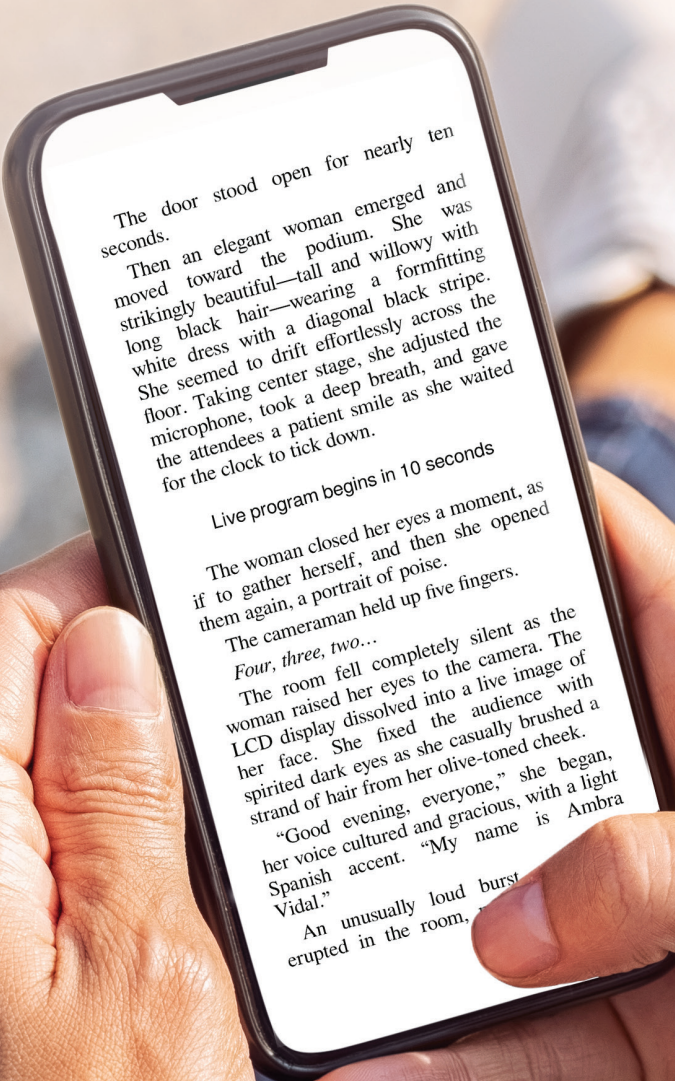 The door stood open for nearly ten
seconds.
Then an elegant woman emerged and
moved toward the podium. She was
strikingly beautiful—tall and willowy with
long black hair—wearing a formfitting
white dress with a diagonal black stripe.
She seemed to drift effortlessly across the
floor. Taking center stage, she adjusted the
microphone, took a deep breath, and gave
the attendees a patient smile as she waited
for the clock to tick down.
Live program begins in 10 seconds
The woman closed her eyes a moment, as
if to gather herself, and then she opened
them again, a portrait of poise.
The cameraman held up five fingers.
Four, three, two…
The room fell completely silent as the
woman raised her eyes to the camera. The
LCD display dissolved into a live image of
her face. She fixed the audience with
spirited dark eyes as she casually brushed a
strand of hair from her olive-toned cheek.
“Good evening, everyone,” she began,
her voice cultured and gracious, with a light
Spanish accent. “My name is Ambra
Vidal.”
An unusually loud burst
erupted in the room,